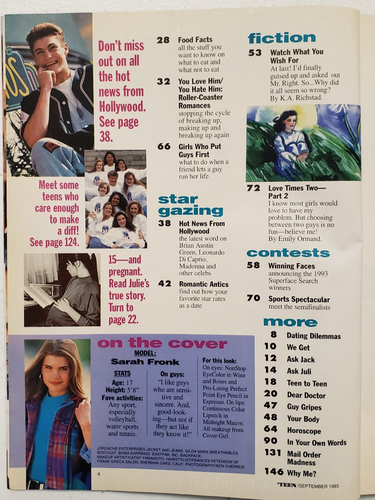 Don't miss
out on all
the hot
news from
Hollywood.
See page
38.
Meet some
teens who
care enough
to make
a diff!
See page 124.
15—and
pregnant.
Read Julie's
true story.
Turn to
page 22.
28 Food Facts
all the stuff you
want to know on
what to eat and
what not to eat
32 You Love Him/
You Hate Him:
Roller-Coaster
Romances
stopping the cycle
of breaking up,
making up and
breaking up again
66 Girls Who Put
Guys First
what to do when a
friend lets a guy
run her life
star
gazing
38 Hot News From
Hollywood
the latest word on
Brian Austin
Green, Leonardo
Di Caprio,
Madonna and
other celebs
42 Romantic Antics
find out how your
favorite star rates
as a date
fiction
53 Watch What You
Wish For
At last! I'd finally
gutsed up and asked out
Mr. Right. So...Why did
it all seem so wrong?
By K.A. Richstad.
72 Love Times Two—
Part 2
I know most girls would
love to have my
problem. But choosing
between two guys is no
fun—believe me!
By Emily Ormand.
contests
58 Winning Faces
announcing the 1993
Superface Search
winners
70 Sports Spectacular
meet the semifinalists
more
8 Dating Dilemmas
10 We Get
12 Ask Jack
14 Ask Juli
18 Teen to Teen
20 Dear Doctor
47 Guy Gripes
48 Your Body
64 Horoscope
90 In Your Own Words
131 Mail Order
Madness
146 Why Me?
on the cover
MODEL:
Sarah Fronk
STATS
Age: 17
Height: 5'8"
Fave activities:
Any sport,
especially
volleyball,
water sports
and tennis.
On guys:
"I like guys
who are sensi-
tive and
sincere. And,
good-look-
ing—but not if
they act like
they know it!"
For this look:
On eyes: NonStop
EyeColor in Wine
and Roses and
Pro-Lining Perfect
Point Eye Pencil in
Espresso. On lips:
Continuous Color
Lipstick in
Midnight Mauve.
All makeup from
Cover Girl.
4
'TEEN/SEPTEMBER 1993